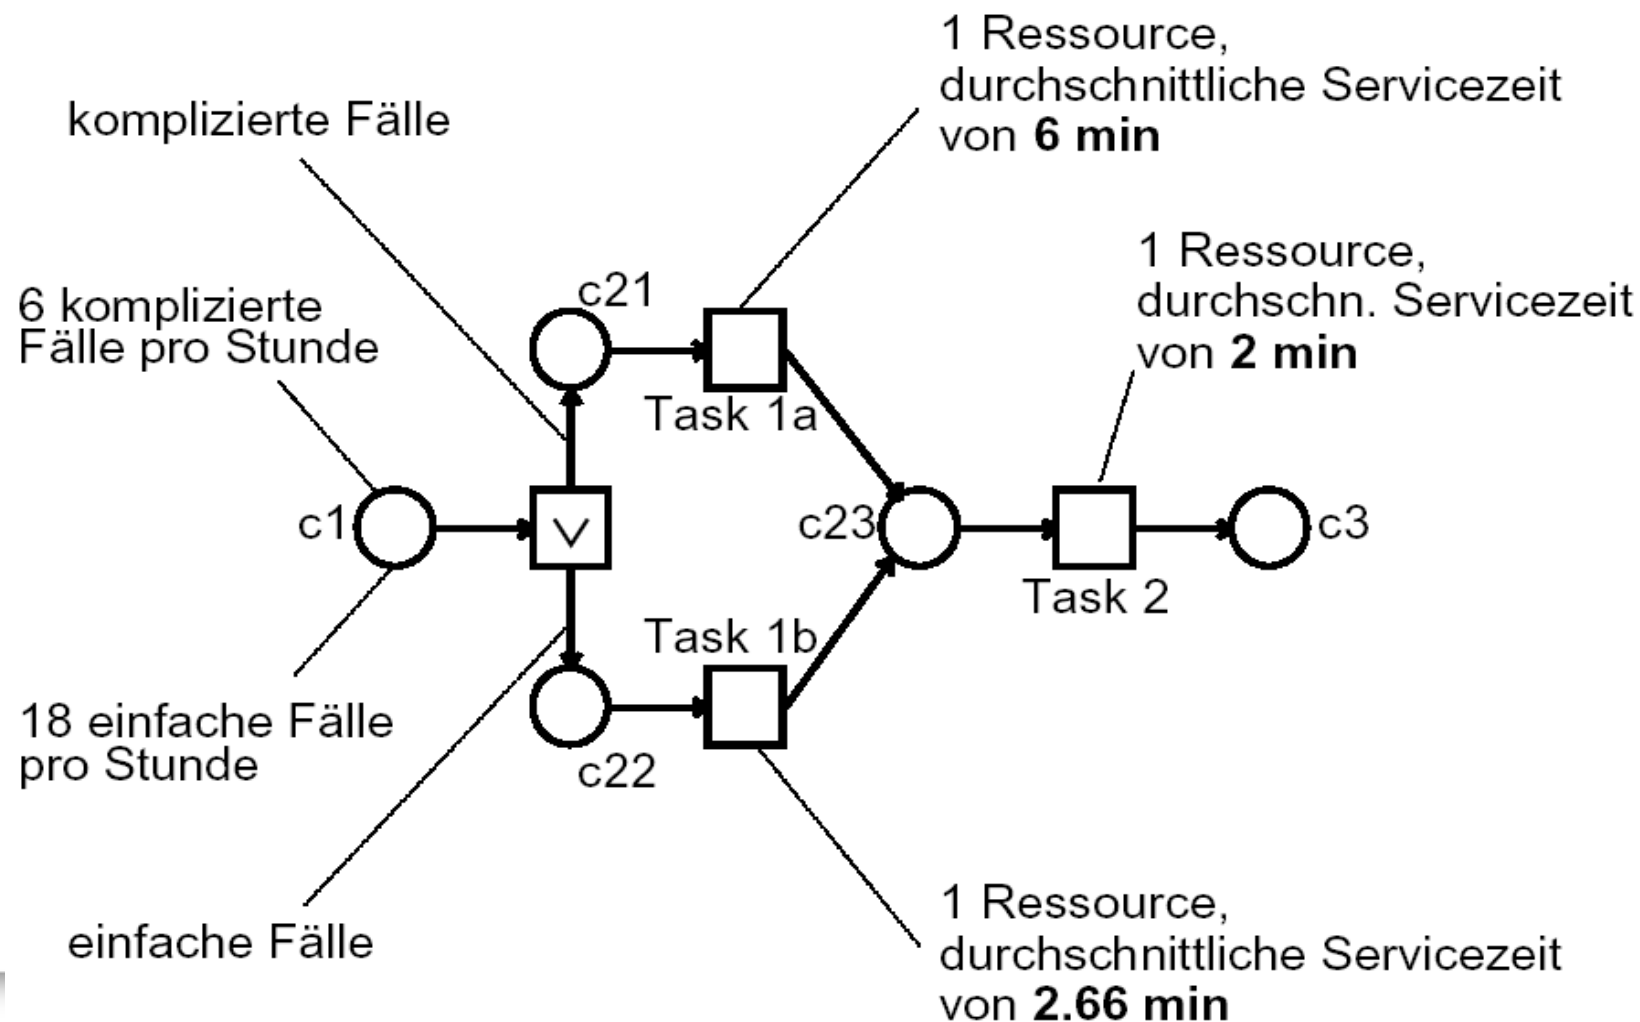 1 Ressource,
durchschnittliche Servicezeit
von 6 min
komplizierte Fälle
1 Ressource,
durchschn. Servicezeit
von 2 min
6 komplizierte
Fälle pro Stunde
c21
Task 1a
c1
V
c23
c3
Task 2
Task 1b
18 einfache Fälle
pro Stunde
c22
einfache Fälle
1 Ressource,
durchschnittliche Servicezeit
von 2.66 min